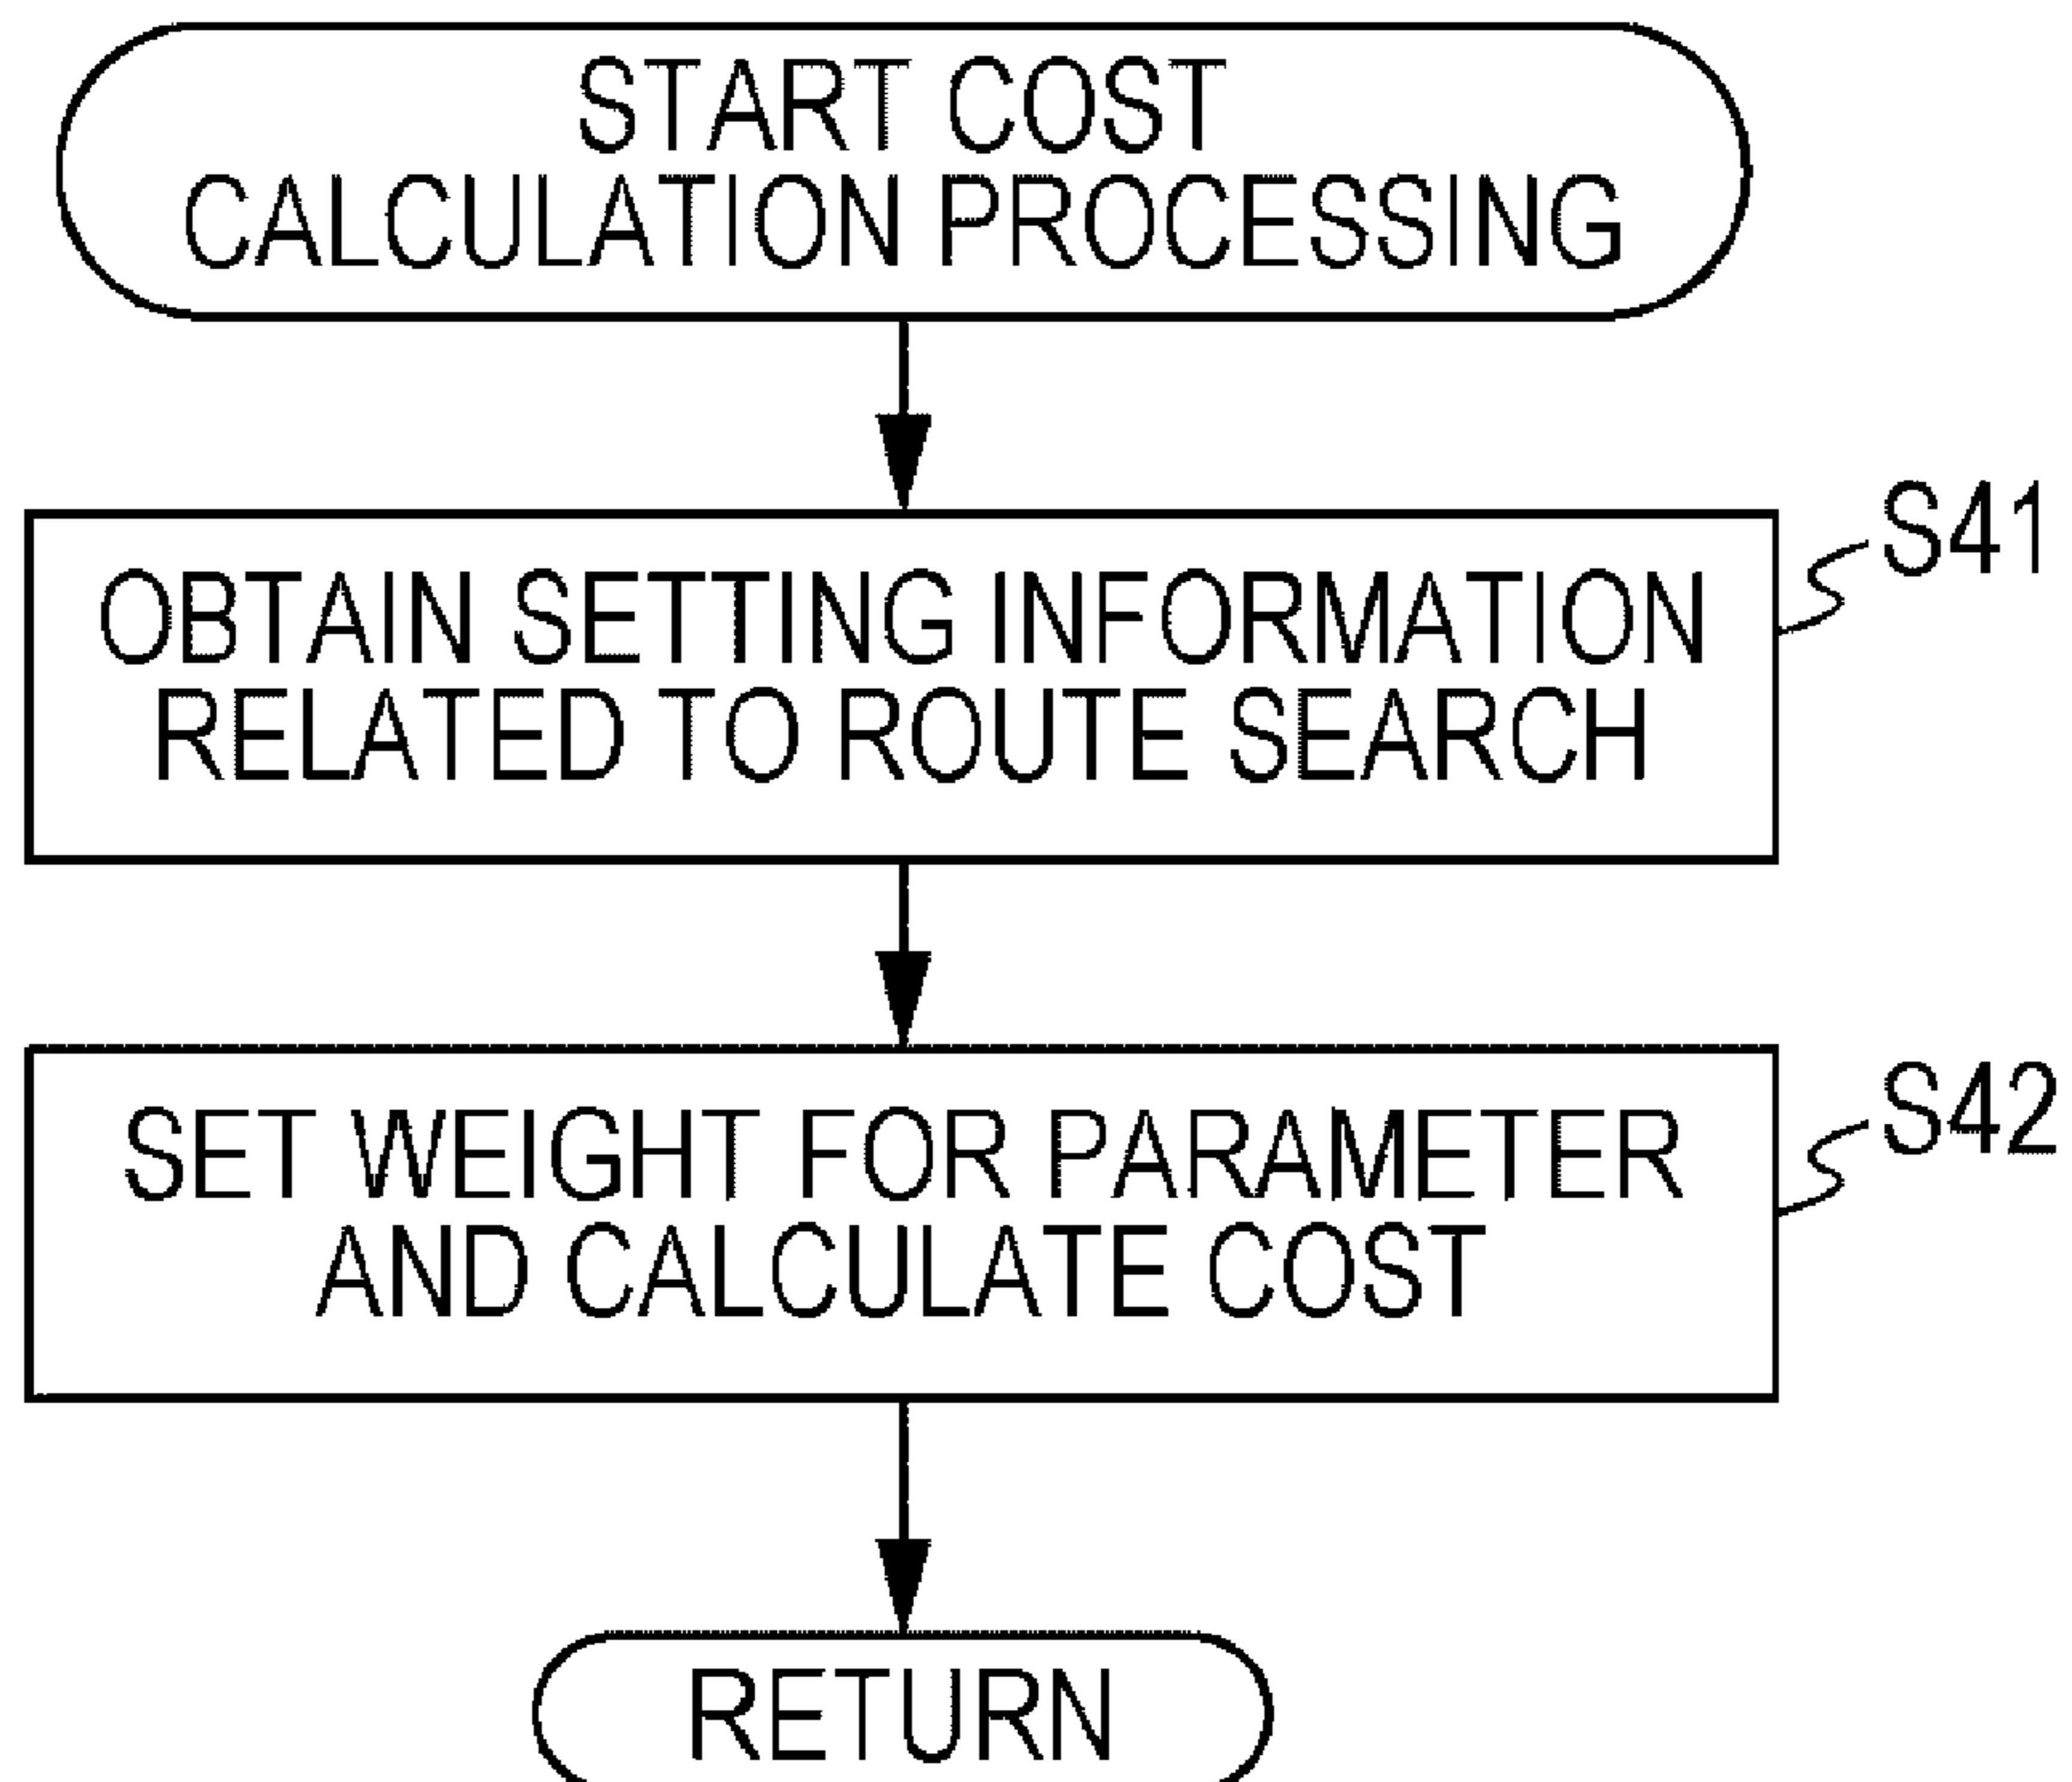 START COST
CALCULATION PROCESSING
S41
OBTAIN SETTING INFORMATION
RELATED TO ROUTE SEARCH
S42
SET WEIGHT FOR PARAMETER
AND CALCULATE COST
RETURN